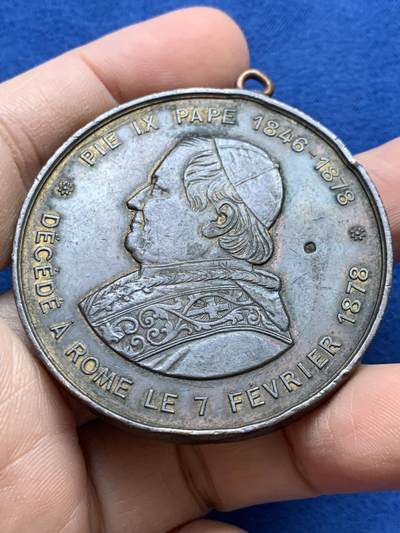 PIE IX PAPE 1846-1878
DÉCÉDÉ À ROME LE 7 FÉVRIER 1878